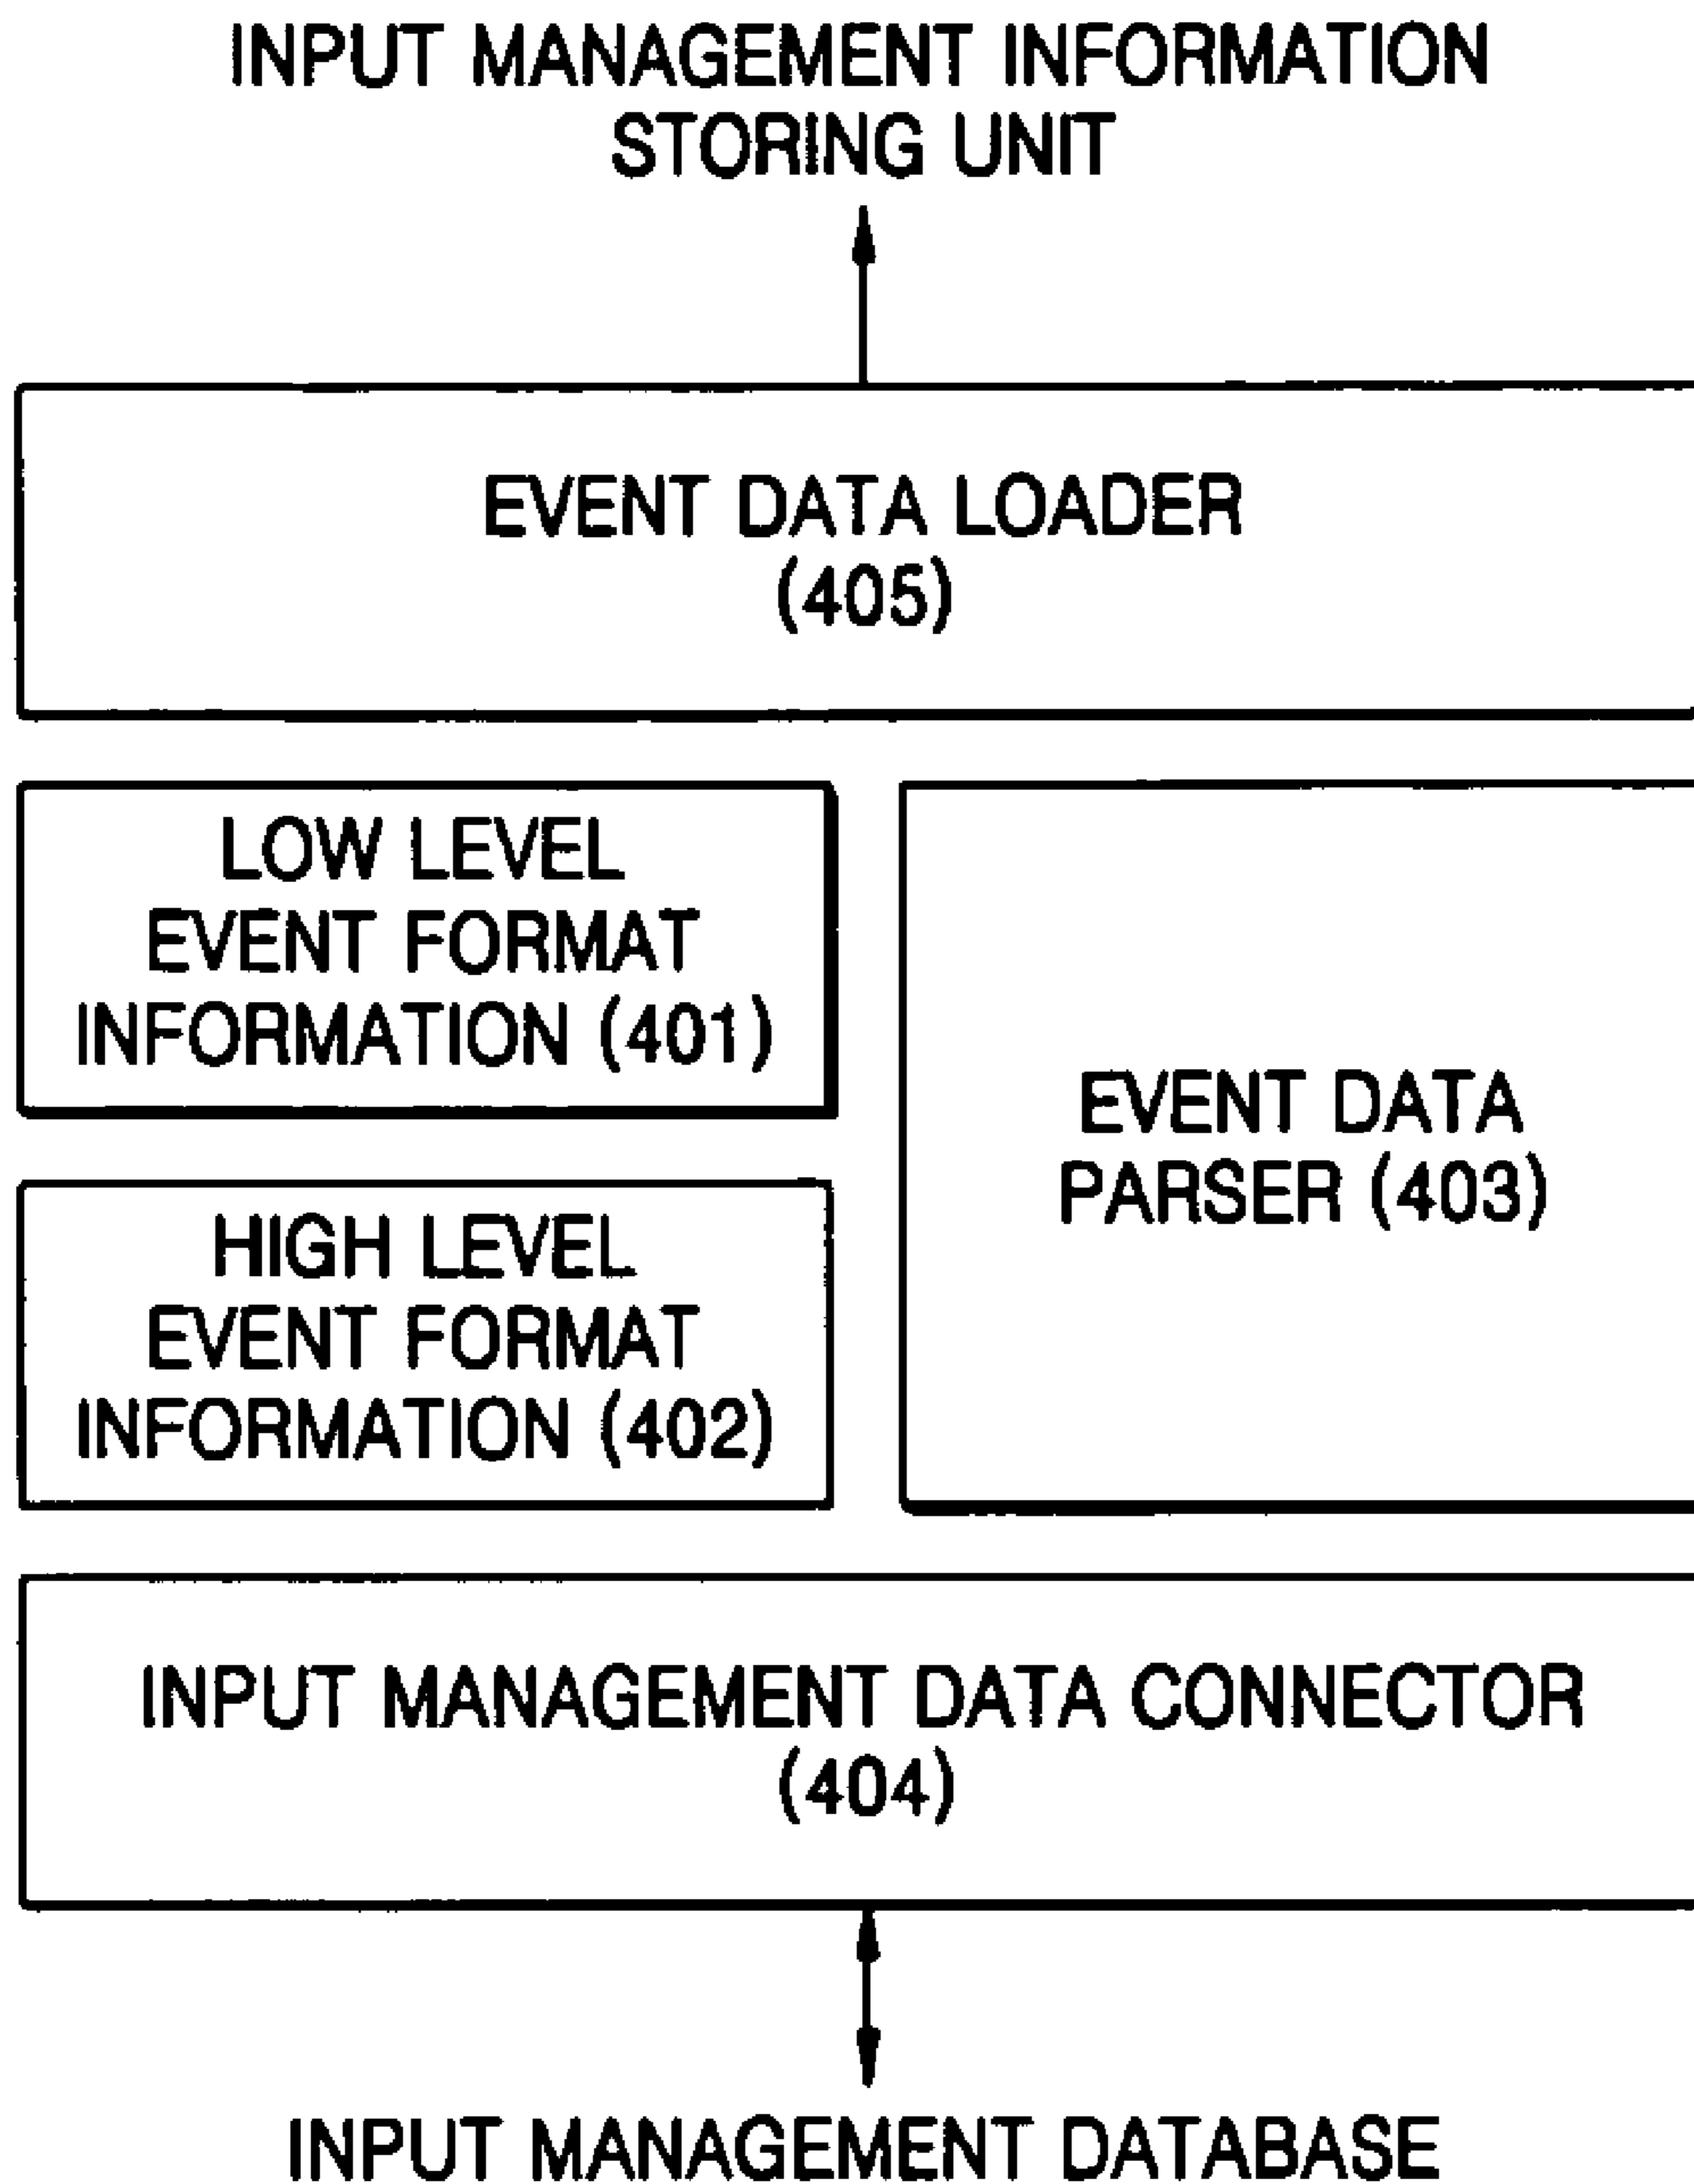 INPUT MANAGEMENT INFORMATION
STORING UNIT
EVENT DATA LOADER
(405)
LOW LEVEL
EVENT FORMAT
INFORMATION (401)
HIGH LEVEL
EVENT FORMAT
INFORMATION (402)
EVENT DATA
PARSER (403)
INPUT MANAGEMENT DATA CONNECTOR
(404)
INPUT MANAGEMENT DATABASE